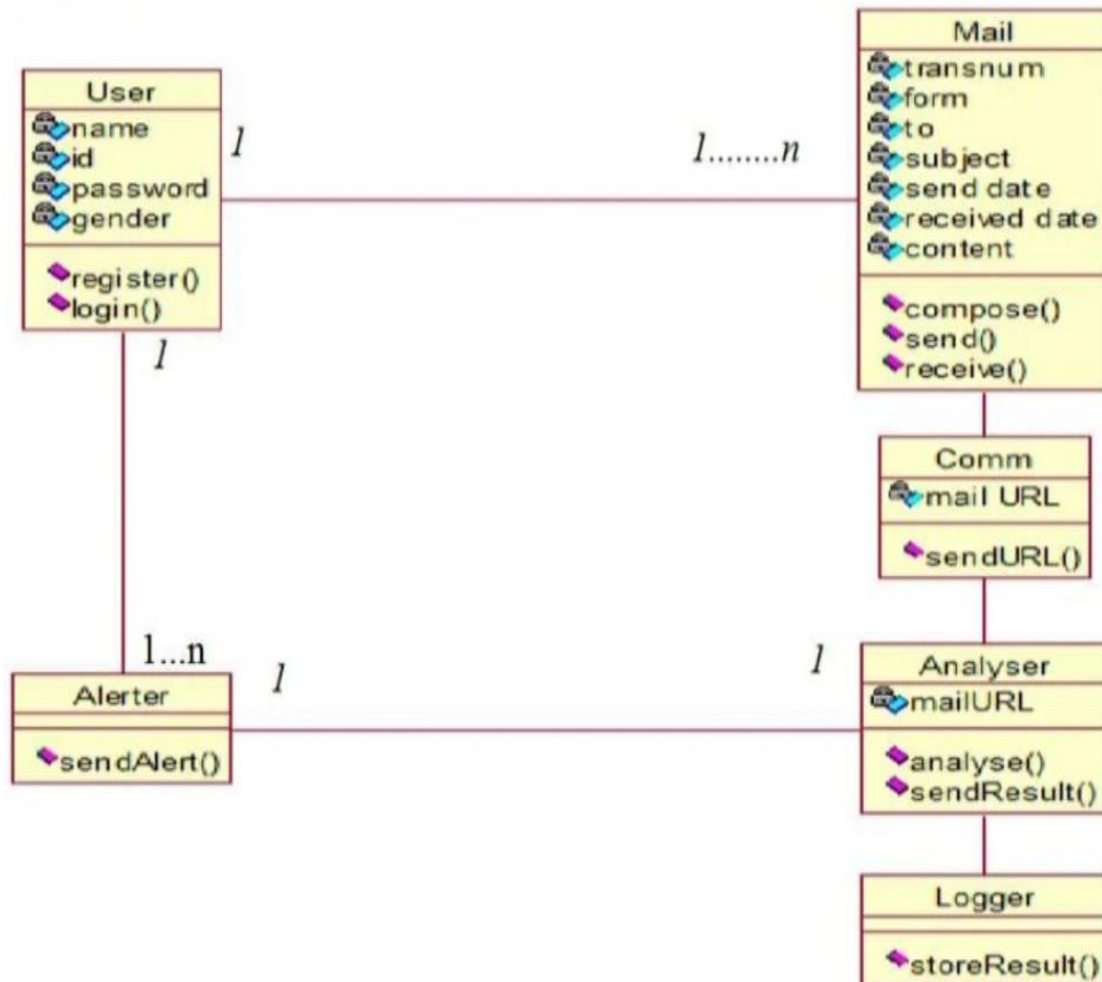 User
name
id
password
gender
register()
login()
1
1........n
Mail
transnum
form
to
subject
send date
received date
content
compose()
send()
receive()
Comm
mail URL
sendURL()
1
1...n
Alerter
sendAlert()
1
1
Analyser
mailURL
analyse()
sendResult()
Logger
storeResult()